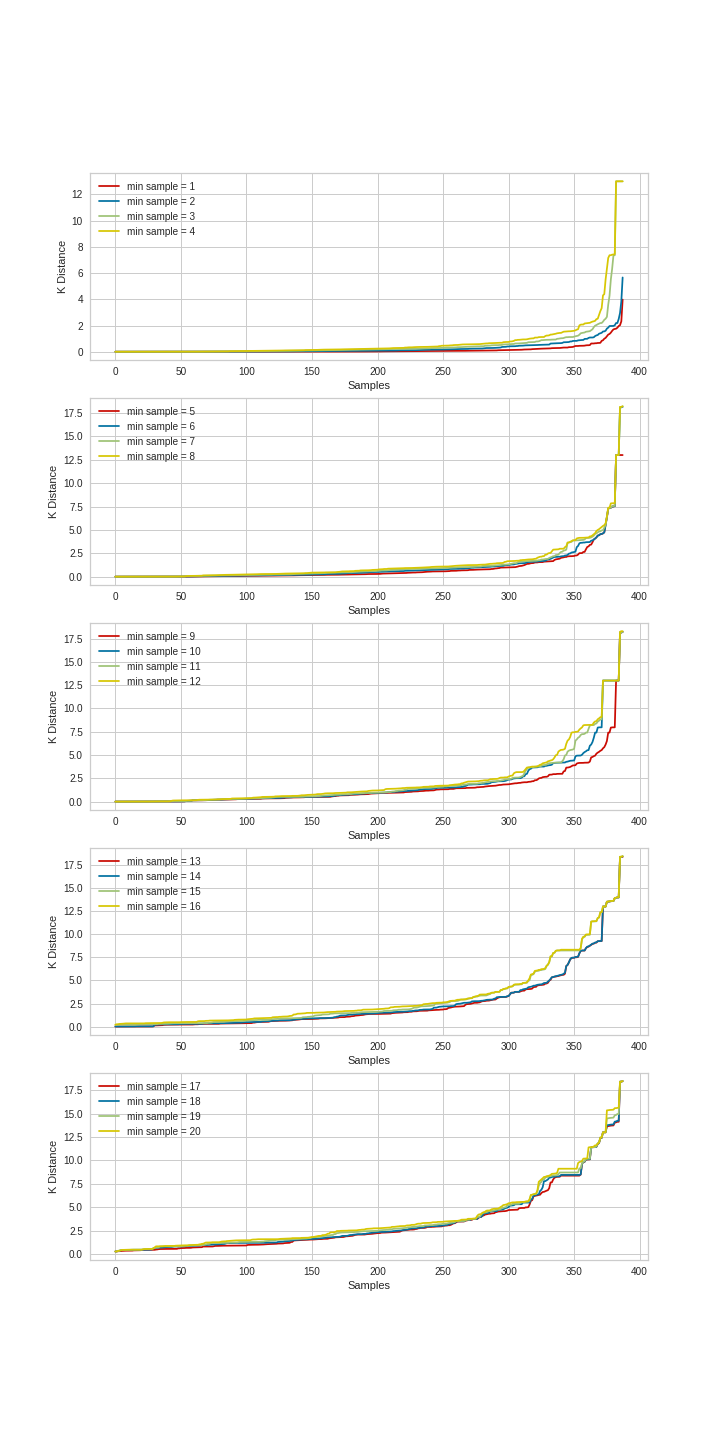 min sample = 1
min sample = 2
min sample = 3
min sample = 4
12
10
8
6
4
2
0
K Distance
0 50 100 150 200 250 300 350 400
Samples
min sample = 5
min sample = 6
min sample = 7
min sample = 8
17.5
15.0
12.5
10.0
7.5
5.0
2.5
0.0
K Distance
0 50 100 150 200 250 300 350 400
Samples
min sample = 9
min sample = 10
min sample = 11
min sample = 12
17.5
15.0
12.5
10.0
7.5
5.0
2.5
0.0
K Distance
0 50 100 150 200 250 300 350 400
Samples
min sample = 13
min sample = 14
min sample = 15
min sample = 16
17.5
15.0
12.5
10.0
7.5
5.0
2.5
0.0
K Distance
0 50 100 150 200 250 300 350 400
Samples
min sample = 17
min sample = 18
min sample = 19
min sample = 20
17.5
15.0
12.5
10.0
7.5
5.0
2.5
0.0
K Distance
0 50 100 150 200 250 300 350 400
Samples